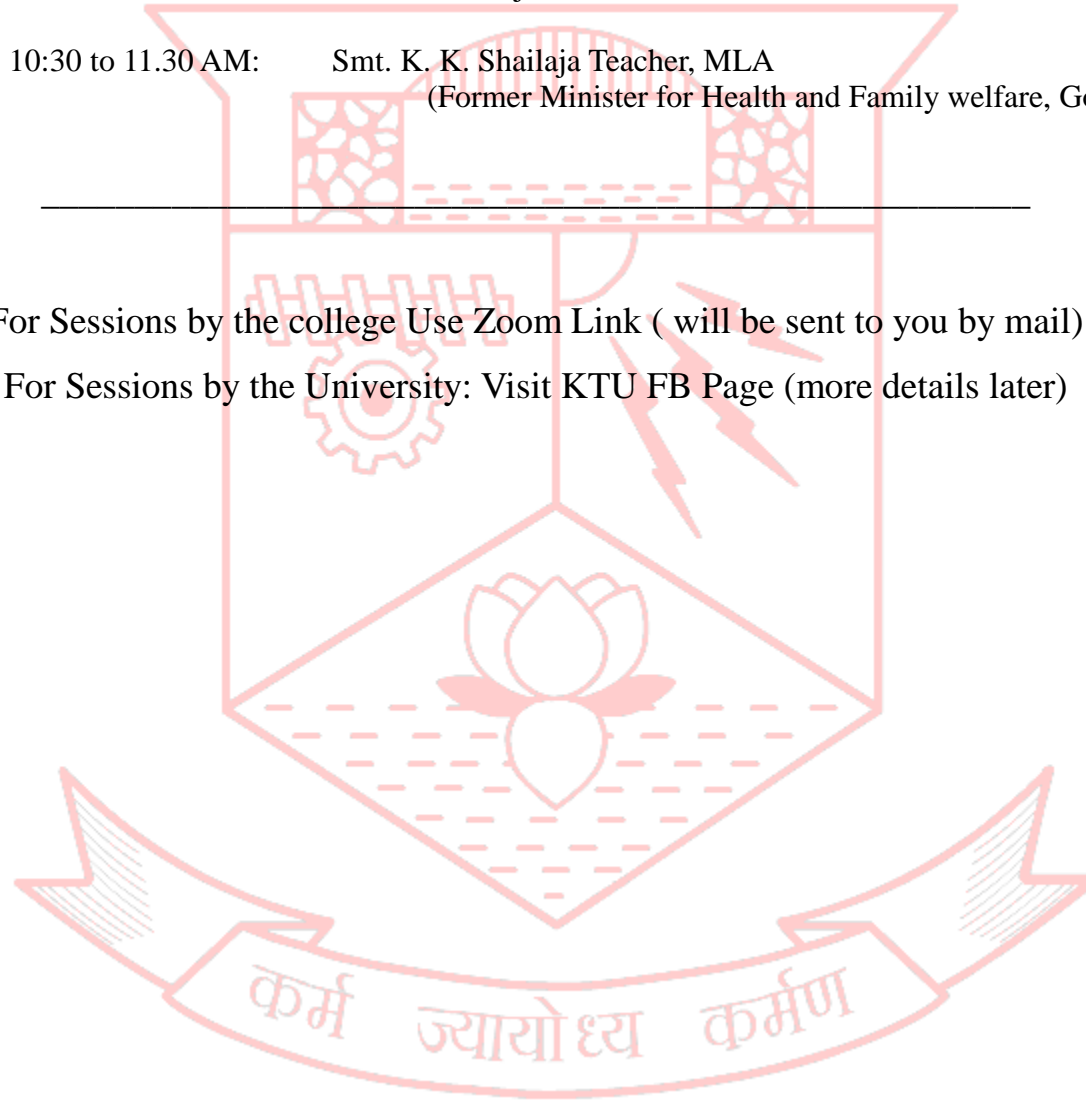 10:30 to 11.30 AM: Smt. K. K. Shailaja Teacher, MLA
(Former Minister for Health and Family welfare,
For Sessions by the college Use Zoom Link ( will be sent to you by mail)
For Sessions by the University: Visit KTU FB Page (more details later)
कर्म ज्यायो ध्य कर्मण